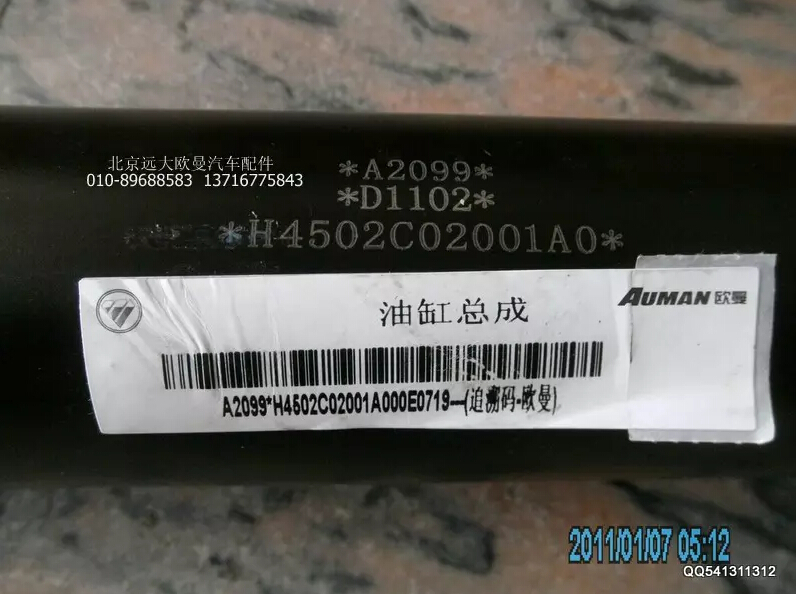 北京远大欧曼汽车配件
010-89688583 13716775843
*A2099*
*D1102*
*H4502C02001A0*
油缸总成
AUMAN 欧曼
A2099*H4502C02001A000E0719--(追溯码-欧曼)
2011/01/07 05:12
QQ541311312